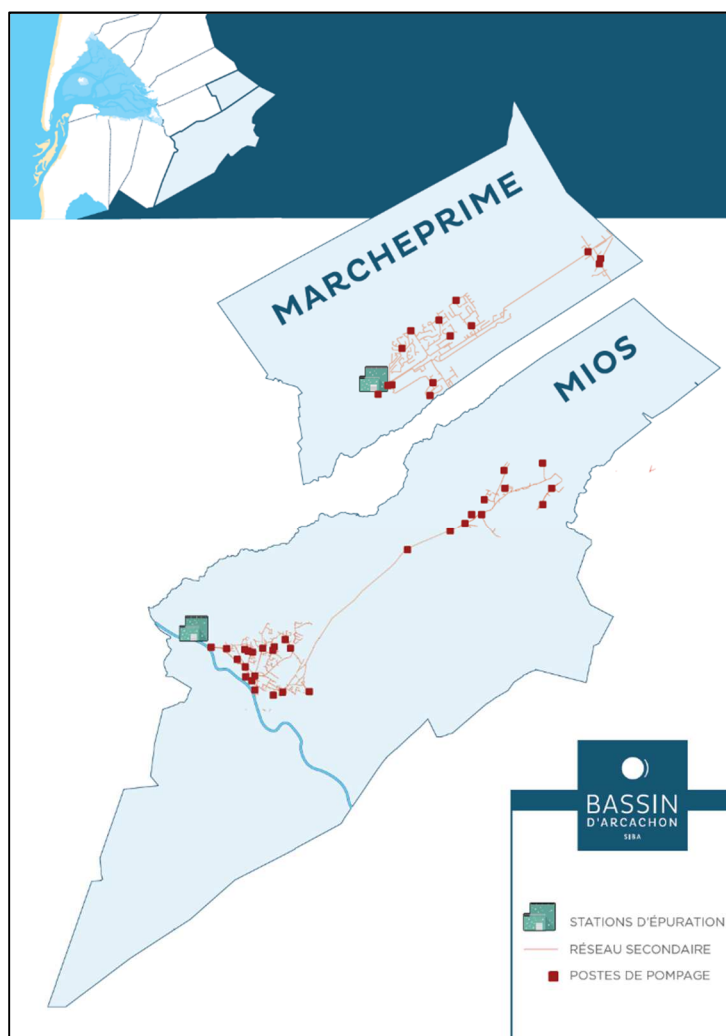 MARCHEPRIME
MIOS
BASSIN
D'ARCACHON
SIBA
STATIONS D'ÉPURATION
RÉSEAU SECONDAIRE
POSTES DE POMPAGE